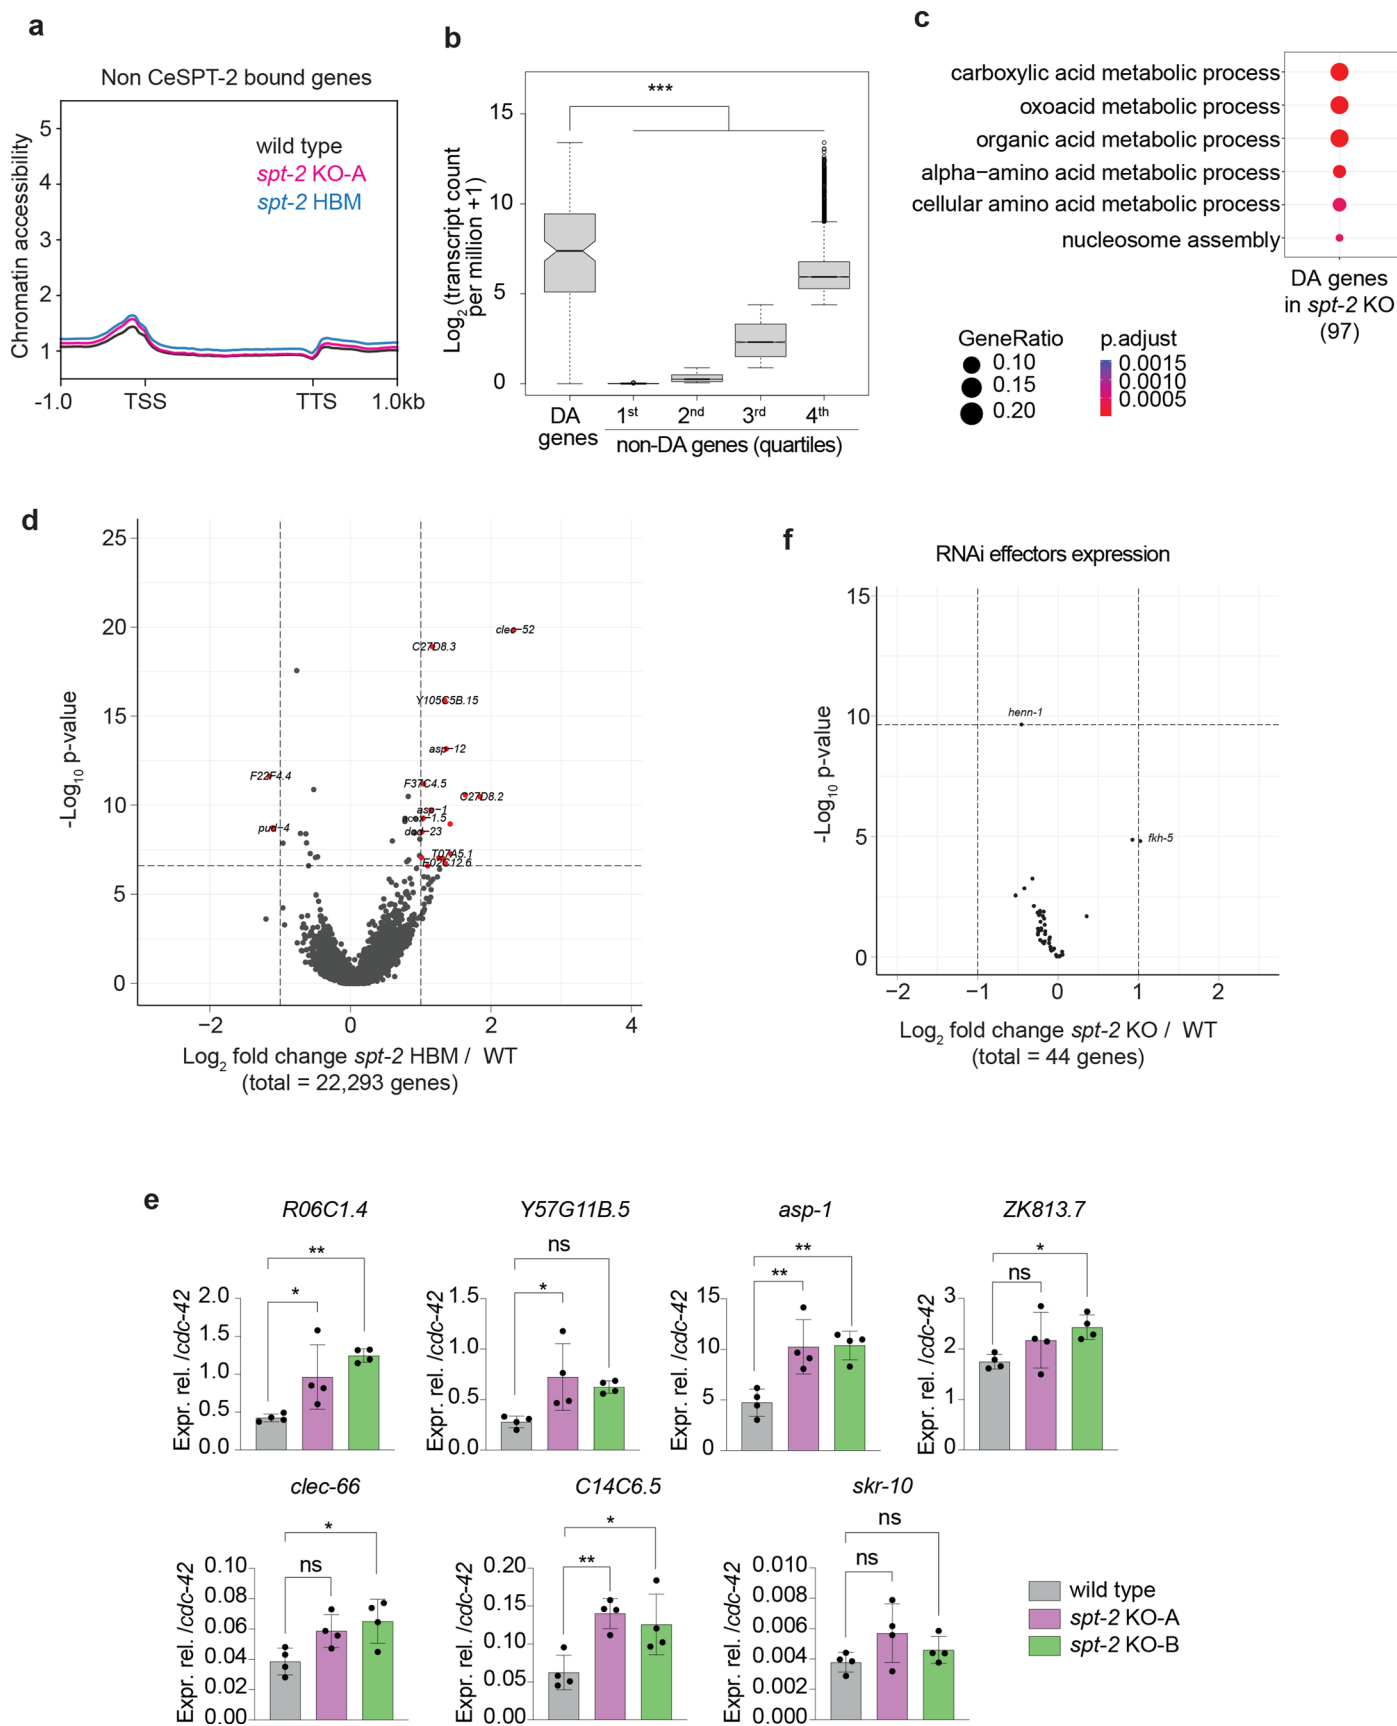 a
Non CeSPT-2 bound genes
Chromatin accessibility
5
4
3
2
1
wild type
spt-2 KO-A
spt-2 HBM
-1.0 TSS TTS 1.0kb
b
Log2 (transcript count
per million +1)
15
10
5
0
***
DA
genes
1st 2nd 3rd 4th
non-DA genes (quartiles)
c
carboxylic acid metabolic process
oxoacid metabolic process
organic acid metabolic process
alpha−amino acid metabolic process
cellular amino acid metabolic process
nucleosome assembly
DA genes
in spt-2 KO
(97)
GeneRatio
0.10
0.15
0.20
p.adjust
0.0015
0.0010
0.0005
d
-Log10 p-value
25
20
15
10
5
0
clec−52
C27D8.3
Y105C5B.15
asp−12
F22F4.4
F37C4.5
C27D8.2
asp−1
pud−4
dod−23
T07A5.1
F02C12.6
−2 0 2 4
Log2 fold change spt-2 HBM / WT
(total = 22,293 genes)
f
RNAi effectors expression
-Log10 p-value
15
10
5
0
henn-1
fkh-5
−2 −1 0 1 2
Log2 fold change spt-2 KO / WT
(total = 44 genes)
e
R06C1.4
Expr. rel. /cdc-42
2.0
1.5
1.0
0.5
0.0
**
*
Y57G11B.5
Expr. rel. /cdc-42
1.5
1.0
0.5
0.0
ns
*
asp-1
Expr. rel. /cdc-42
15
10
5
0
**
**
ZK813.7
Expr. rel. /cdc-42
3
2
1
0
*
ns
clec-66
Expr. rel. /cdc-42
0.10
0.08
0.06
0.04
0.02
0.00
*
ns
C14C6.5
Expr. rel. /cdc-42
0.20
0.15
0.10
0.05
0.00
*
**
skr-10
Expr. rel. /cdc-42
0.010
0.008
0.006
0.004
0.002
0.000
ns
ns
wild type
spt-2 KO-A
spt-2 KO-B